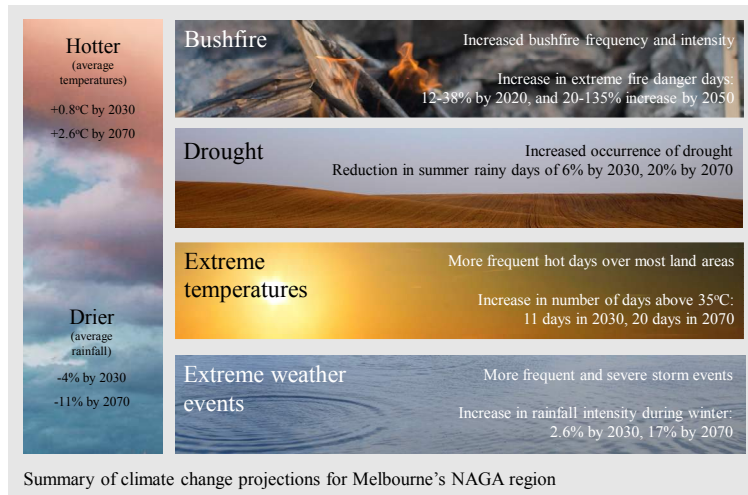 Hotter
(average
temperatures)
+0.8°C by 2030
+2.6°C by 2070
Drier
(average
rainfall)
-4% by 2030
-11% by 2070
Bushfire
Increased bushfire frequency and intensity
Increase in extreme fire danger days:
12-38% by 2020, and 20-135% increase by 2050
Drought
Increased occurrence of drought
Reduction in summer rainy days of 6% by 2030, 20% by 2070
Extreme
temperatures
More frequent hot days over most land areas
Increase in number of days above 35°C:
11 days in 2030, 20 days in 2070
Extreme weather
events
More frequent and severe storm events
Increase in rainfall intensity during winter:
2.6% by 2030, 17% by 2070
Summary of climate change projections for Melbourne's NAGA region